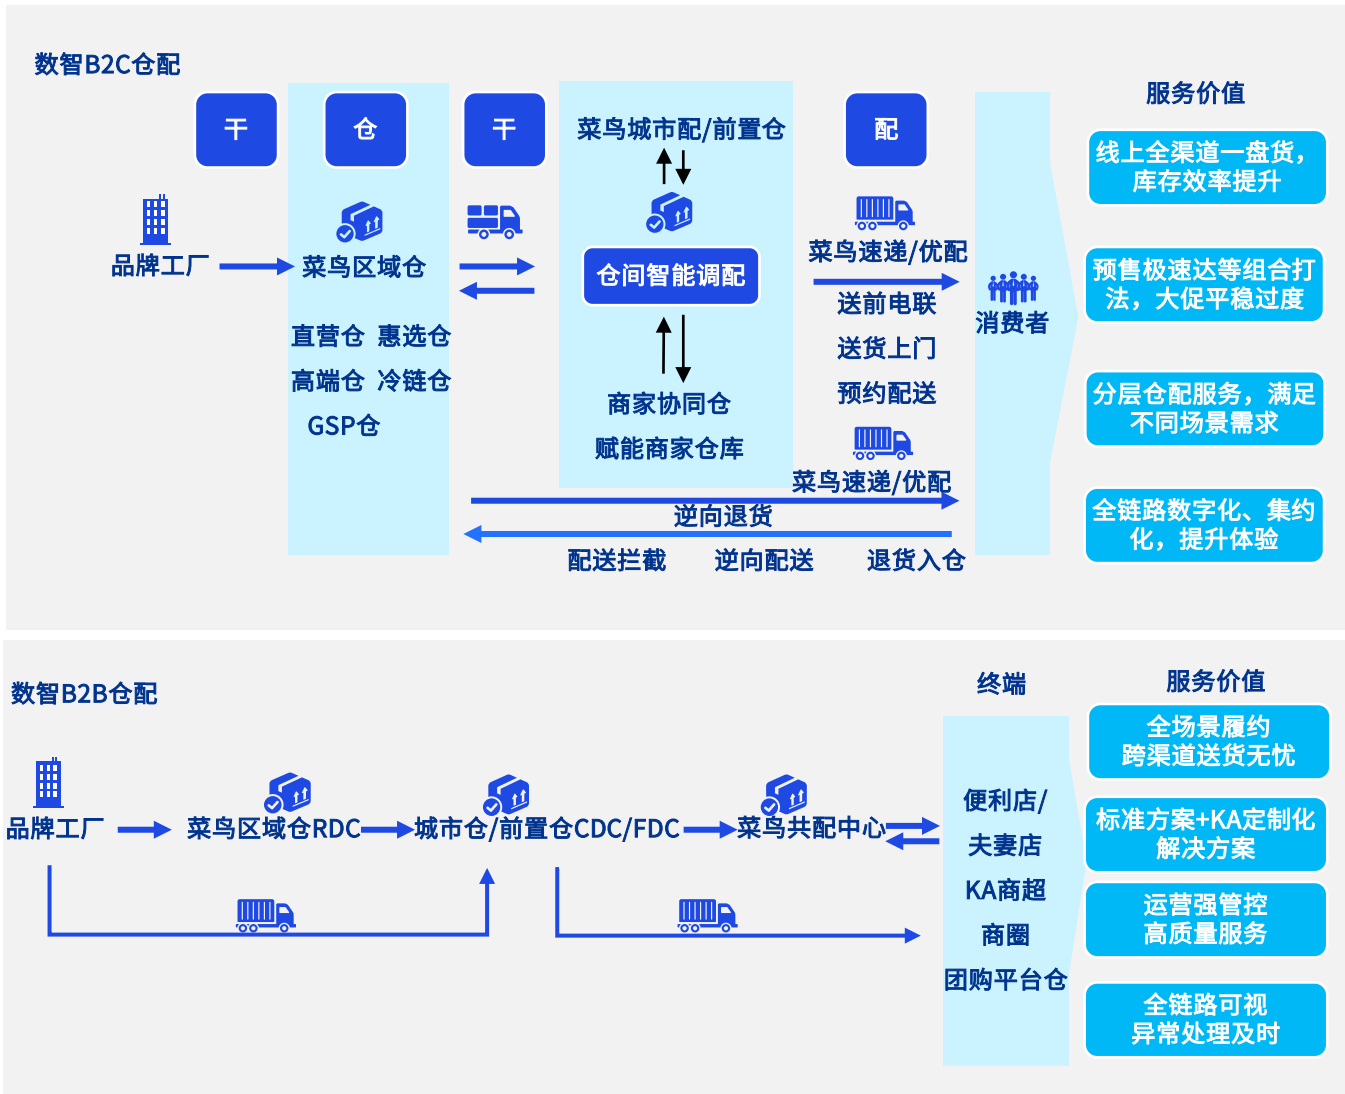 数智B2C仓配
干
仓
干
配
服务价值
品牌工厂
菜鸟区域仓
直营仓 惠选仓
高端仓 冷链仓
GSP仓
菜鸟城市配/前置仓
仓间智能调配
商家协同仓
赋能商家仓库
菜鸟速递/优配
送前电联
送货上门
预约配送
菜鸟速递/优配
逆向退货
配送拦截
逆向配送
退货入仓
消费者
线上全渠道一盘货，
库存效率提升
预售极速达等组合打
法，大促平稳过度
分层仓配服务，满足
不同场景需求
全链路数字化、集约
化，提升体验
数智B2B仓配
终端
服务价值
品牌工厂
菜鸟区域仓RDC
城市仓/前置仓CDC/FDC
菜鸟共配中心
便利店/
夫妻店
KA商超
商圈
团购平台仓
全场景履约
跨渠道送货无忧
标准方案+KA定制化
解决方案
运营强管控
高质量服务
全链路可视
异常处理及时